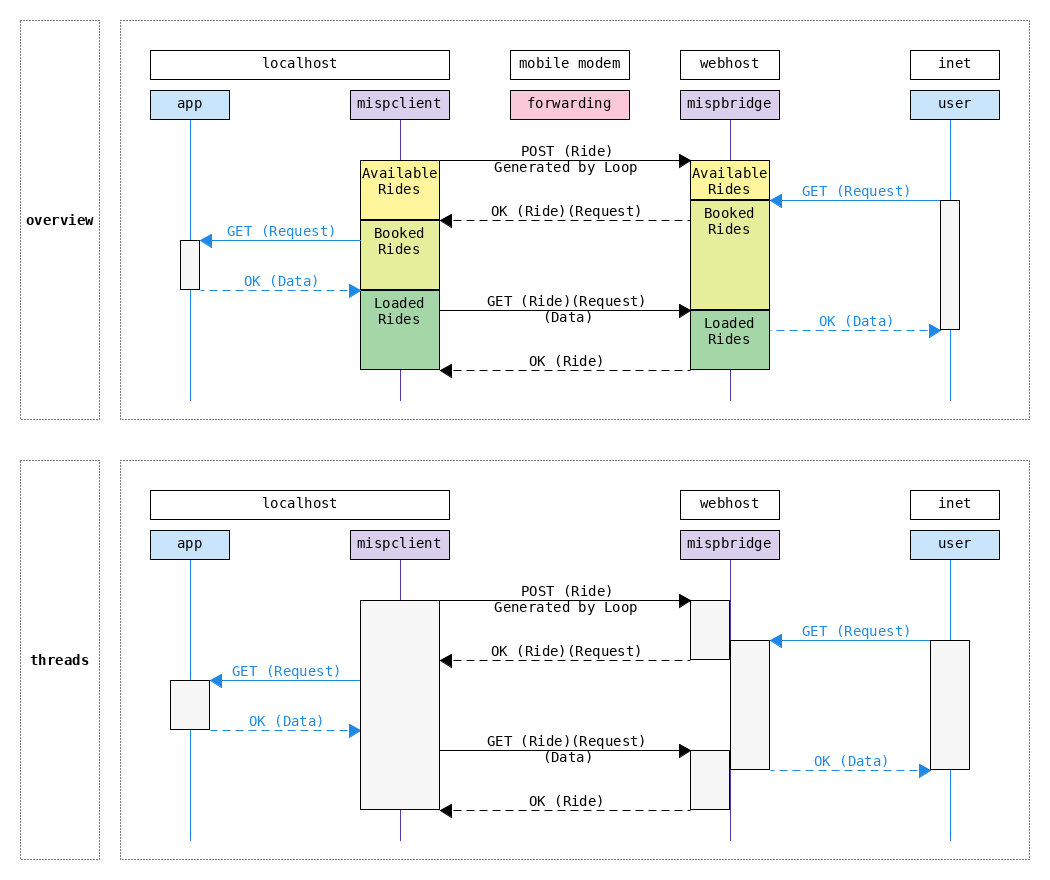 localhost
mobile modem
webhost
inet
app
mispclient
forwarding
mispbridge
user
POST (Ride)
Generated by Loop
Available
Rides
Available
Rides
GET (Request)
OK (Ride)(Request)
Booked
Rides
overview
GET (Request)
Booked
Rides
OK (Data)
GET (Ride)(Request)
(Data)
Loaded
Rides
OK (Data)
Loaded
Rides
OK (Ride)
localhost
webhost
inet
app
mispclient
mispbridge
user
POST (Ride)
Generated by Loop
GET (Request)
OK (Ride)(Request)
threads
GET (Request)
OK (Data)
GET (Ride)(Request)
(Data)
OK (Data)
OK (Ride)